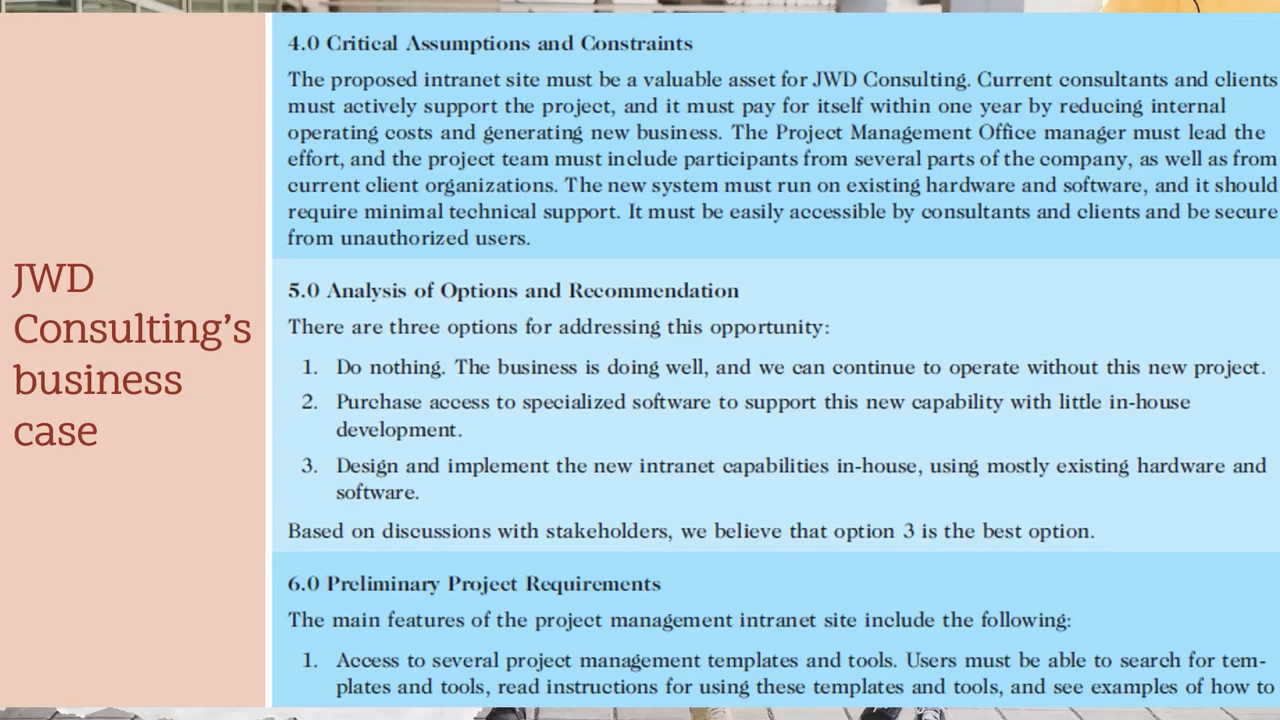 JWD
Consulting’s
business
case
4.0 Critical Assumptions and Constraints
The proposed intranet site must be a valuable asset for JWD Consulting. Current consultants and clients
must actively support the project, and it must pay for itself within one year by reducing internal
operating costs and generating new business. The Project Management Office manager must lead the
effort, and the project team must include participants from several parts of the company, as well as from
current client organizations. The new system must run on existing hardware and software, and it should
require minimal technical support. It must be easily accessible by consultants and clients and be secure
from unauthorized users.
5.0 Analysis of Options and Recommendation
There are three options for addressing this opportunity:
1. Do nothing. The business is doing well, and we can continue to operate without this new project.
2. Purchase access to specialized software to support this new capability with little in-house
development.
3. Design and implement the new intranet capabilities in-house, using mostly existing hardware and
software.
Based on discussions with stakeholders, we believe that option 3 is the best option.
6.0 Preliminary Project Requirements
The main features of the project management intranet site include the following:
1. Access to several project management templates and tools. Users must be able to search for tem-
plates and tools, read instructions for using these templates and tools, and see examples of how to